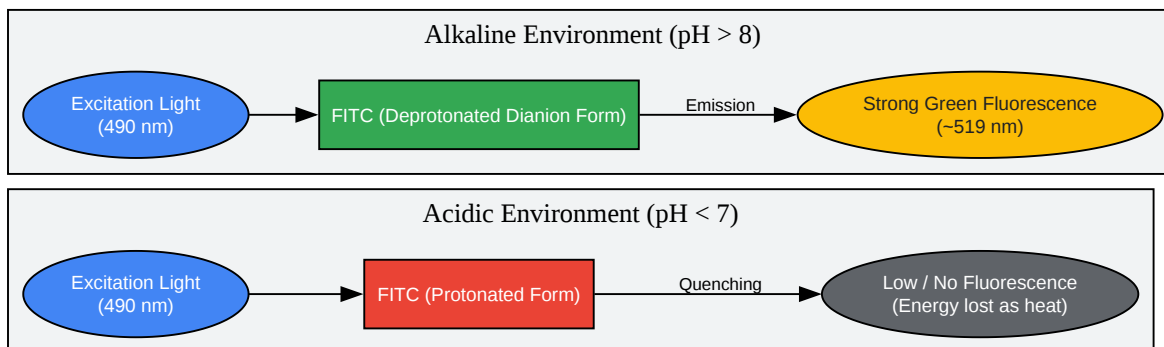 Alkaline Environment (pH > 8)
Excitation Light
(490 nm)
FITC (Deprotonated Dianion Form)
Emission
Strong Green Fluorescence
(~519 nm)
Acidic Environment (pH < 7)
Excitation Light
(490 nm)
FITC (Protonated Form)
Quenching
Low / No Fluorescence
(Energy lost as heat)